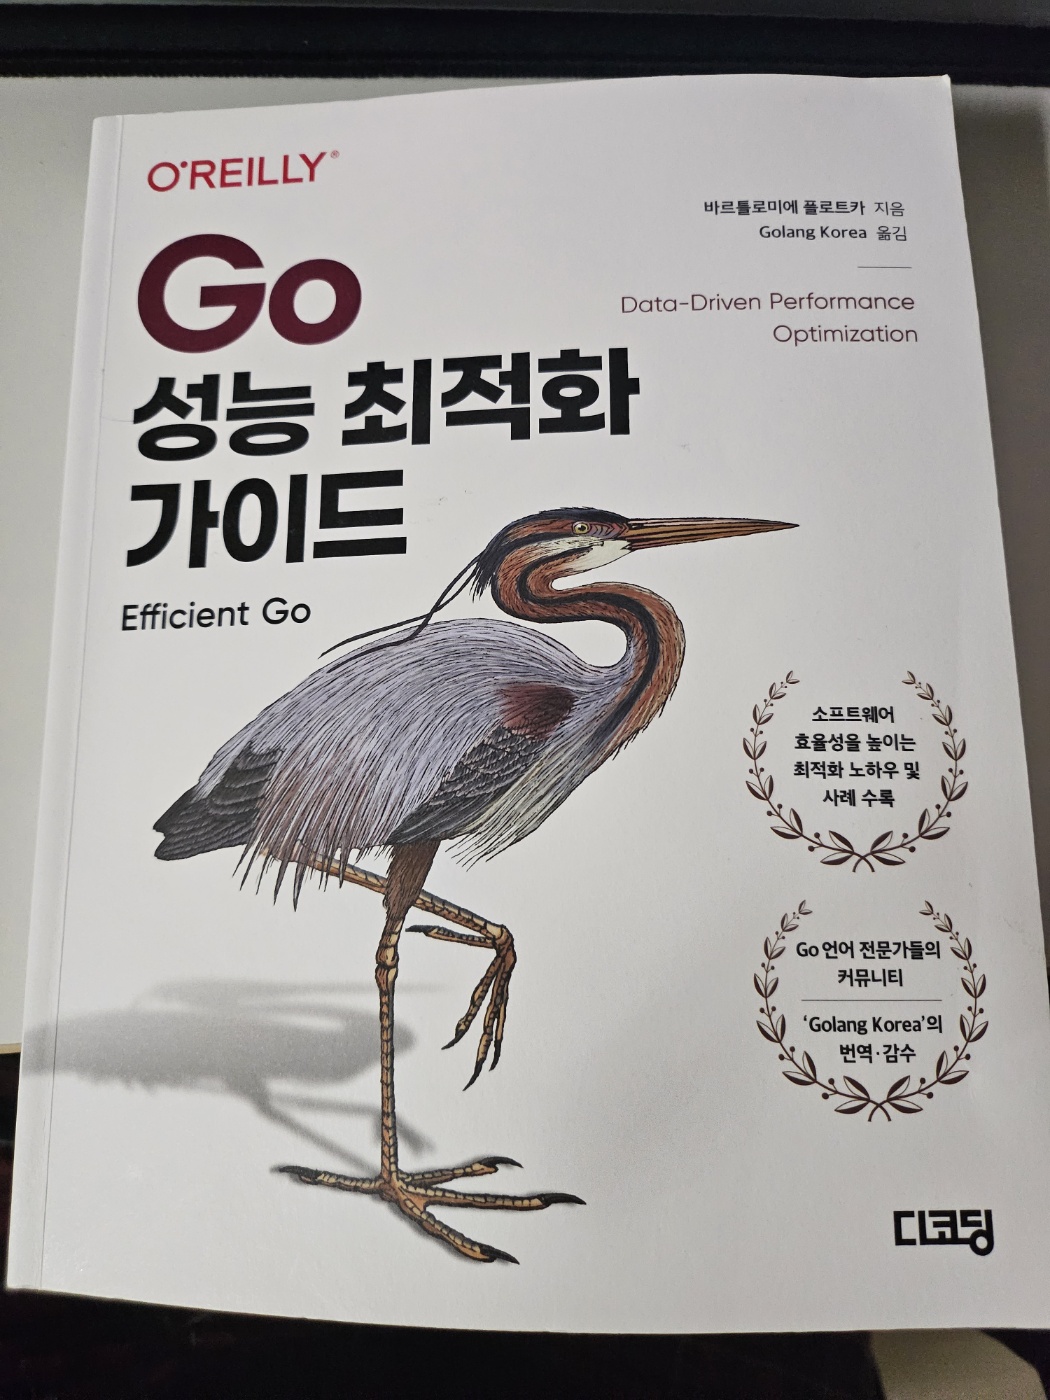 O'REILLY®
바르틀로미에 플로트카 지음
Golang Korea 옮김
Data-Driven Performance
Optimization
Go
성능 최적화
가이드
Efficient Go
소프트웨어
효율성을 높이는
최적화 노하우 및
사례 수록
Go 언어 전문가들의
커뮤니티
‘Golang Korea’의
번역·감수
디코딩